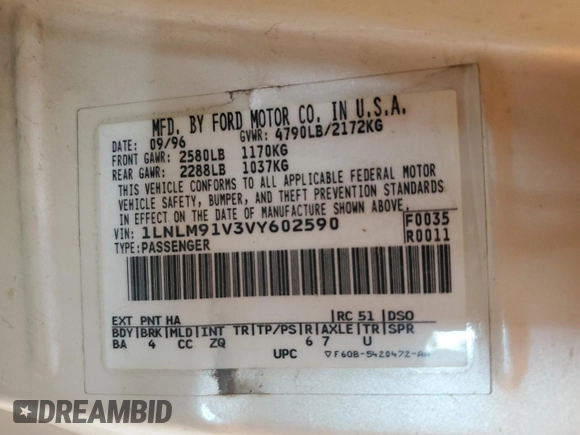 MFD. BY FORD MOTOR CO. IN U.S.A.
DATE: 09/96 GVWR: 4790LB/2172KG
FRONT GAWR: 2580LB 1170KG
REAR GAWR: 2288LB 1037KG
THIS VEHICLE CONFORMS TO ALL APPLICABLE FEDERAL MOTOR
VEHICLE SAFETY, BUMPER, AND THEFT PREVENTION STANDARDS
IN EFFECT ON THE DATE OF MANUFACTURE SHOWN ABOVE.
VIN: 1LNLM91V3VY602590 F0035
TYPE: PASSENGER R0011
EXT PNT HA RC 51 DSO
BDY BRK MLD INT TR TP/PS R AXLE TR SPR
BA 4 CC ZQ 6 7 U
UPC ▽F60B-5420472-
DREAMBID